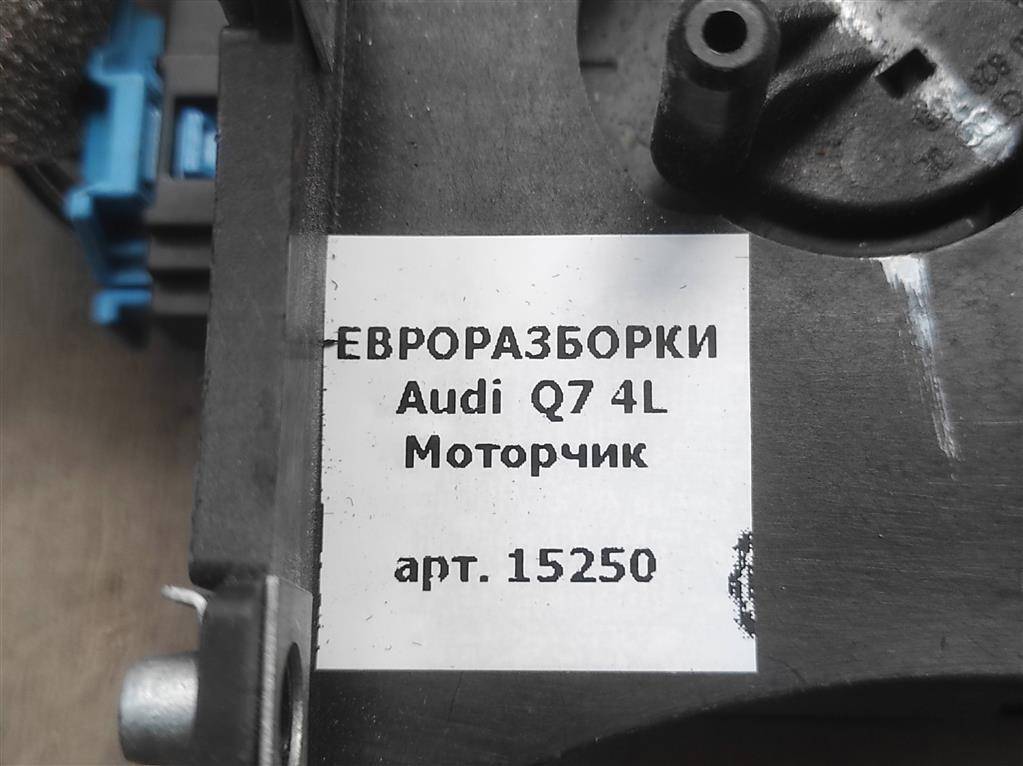 ЕВРОРАЗБОРКИ
Audi Q7 4L
Моторчик
арт. 15250